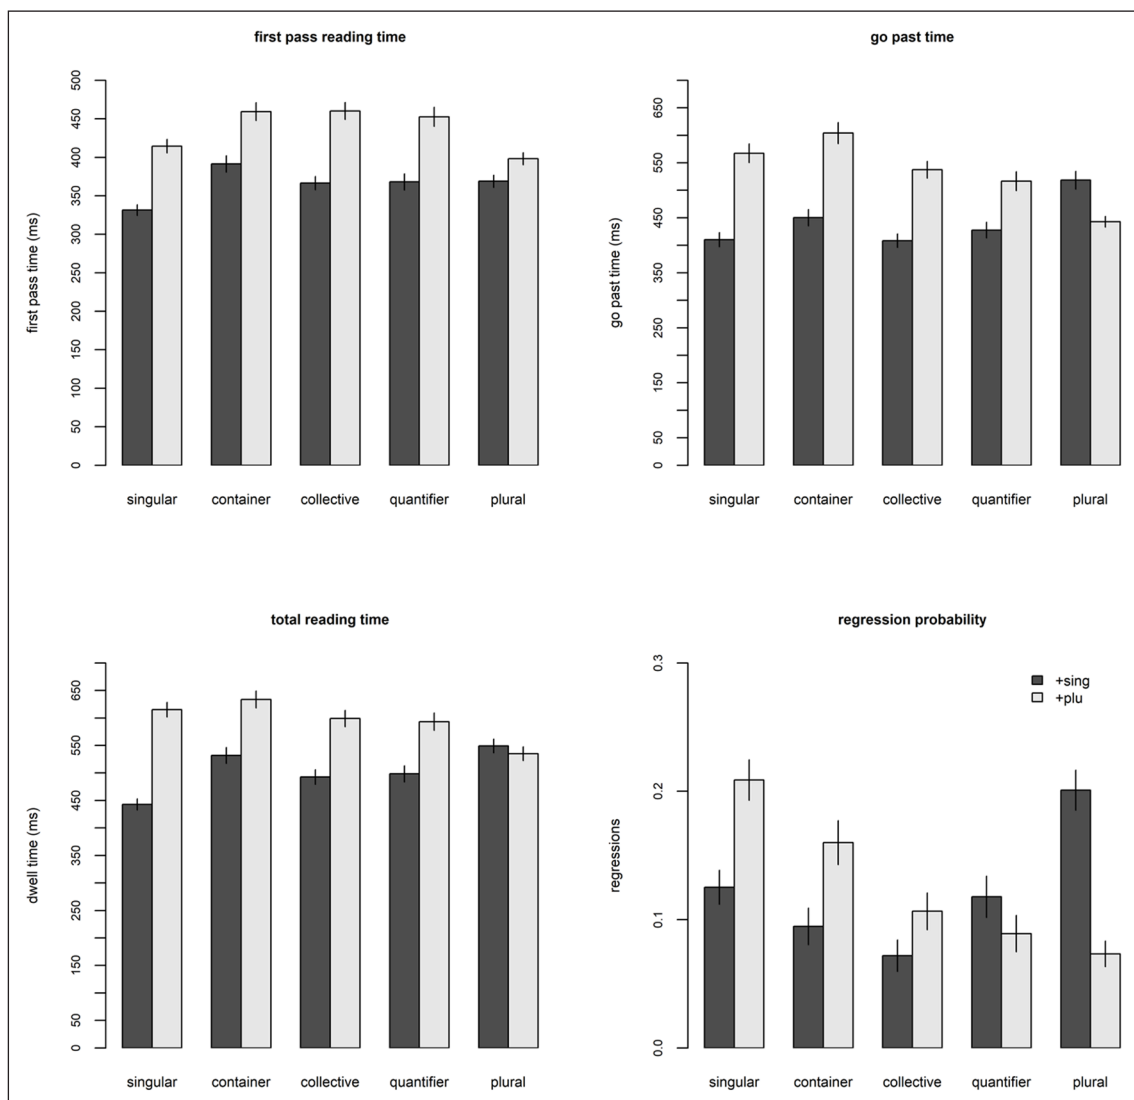 first pass reading time
first pass time (ms)
500
450
400
350
300
250
200
150
100
50
0
singular container collective quantifier plural
go past time
go past time (ms)
650
550
450
350
250
150
50
0
singular container collective quantifier plural
total reading time
dwell time (ms)
650
550
450
350
250
150
50
0
singular container collective quantifier plural
regression probability
regressions
0.3
0.2
0.1
0.0
+sing
+plu
singular container collective quantifier plural